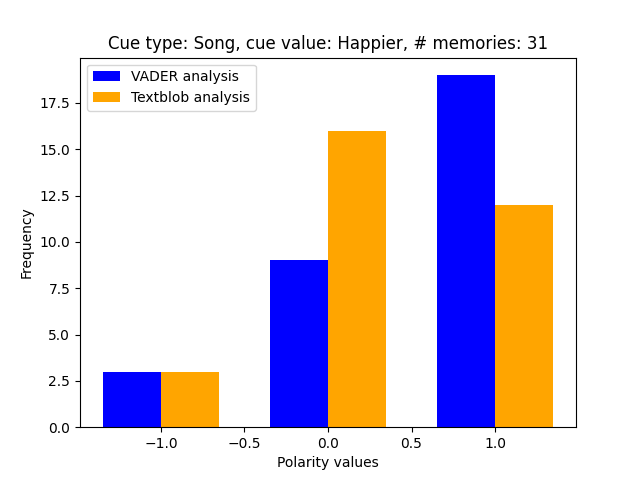 Cue type: Song, cue value: Happier, # memories: 31
VADER analysis
Textblob analysis
Frequency
17.5
15.0
12.5
10.0
7.5
5.0
2.5
0.0
−1.0 −0.5 0.0 0.5 1.0
Polarity values